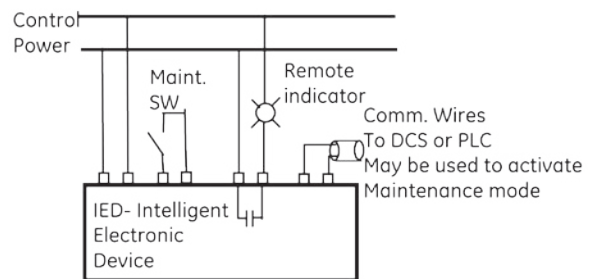 Control
Power
Maint.
SW
Remote
indicator
Comm. Wires
To DCS or PLC
May be used to activate
Maintenance mode
IED- Intelligent
Electronic
Device